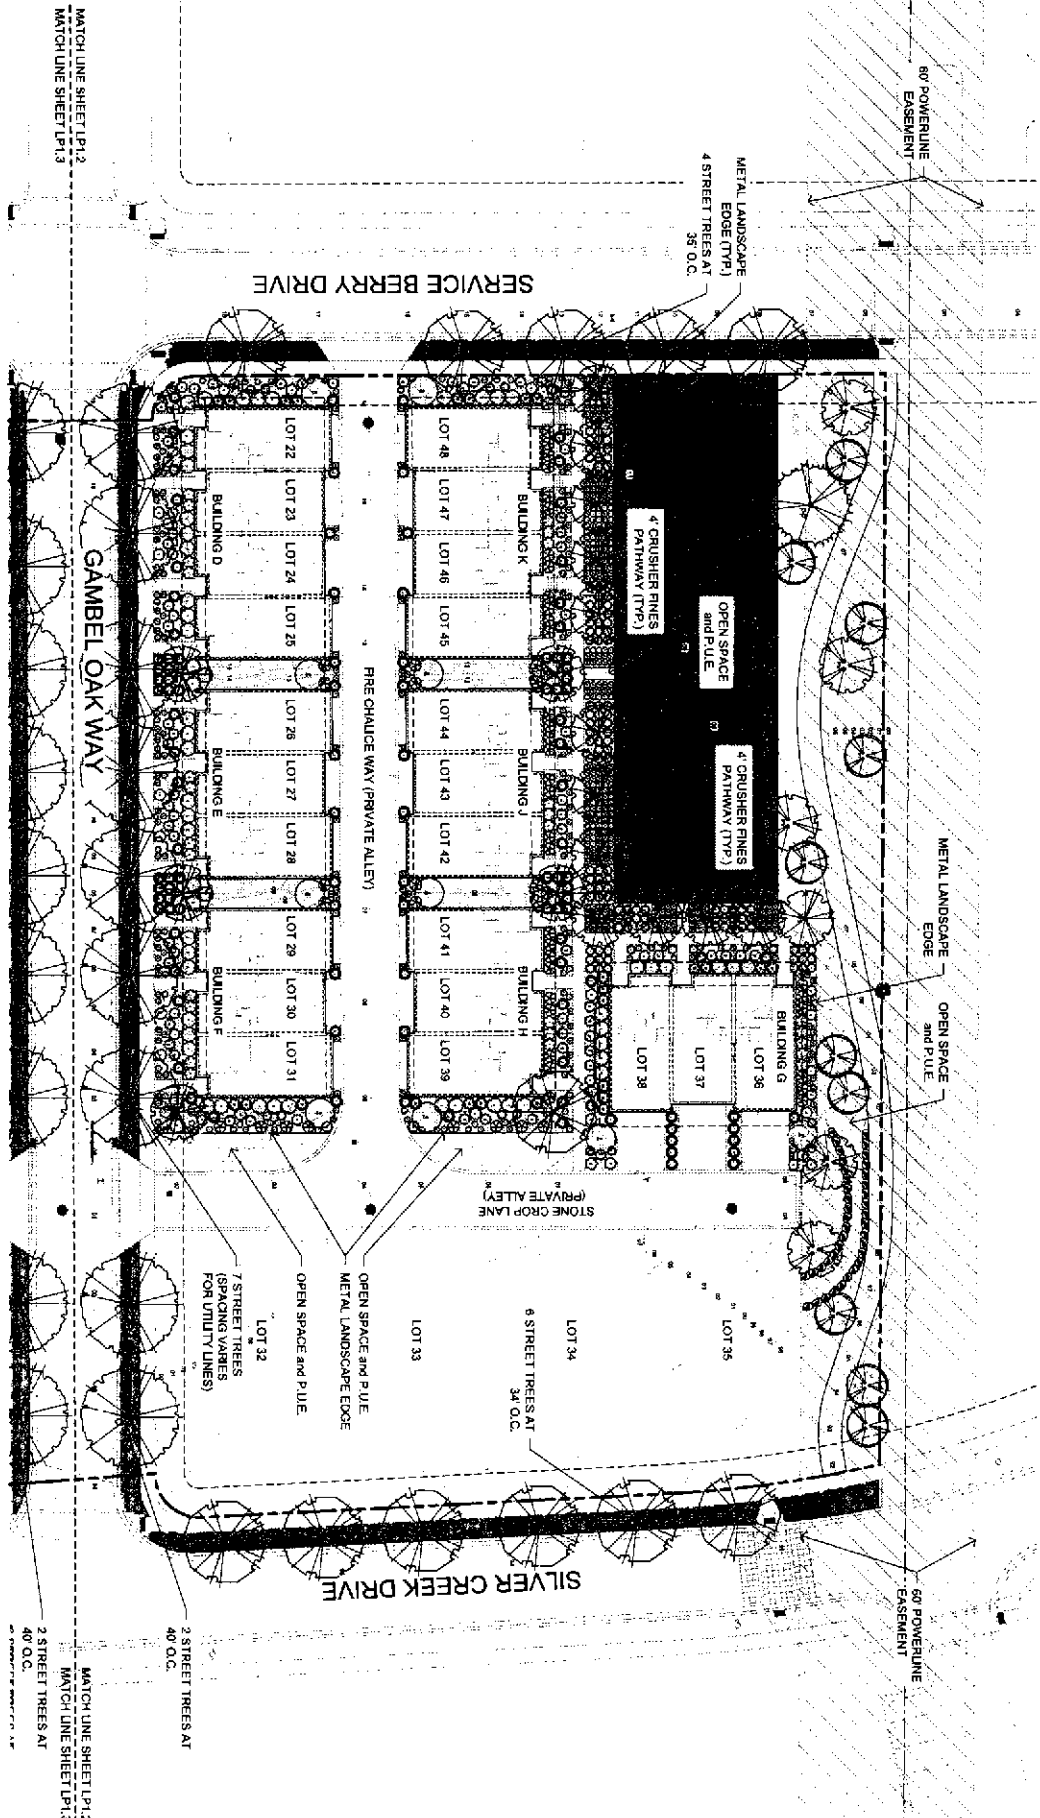 MATCH LINE SHEET LP1.2
MATCH LINE SHEET LP1.3
60' POWERLINE
EASEMENT
METAL LANDSCAPE
EDGE (TYP.)
4 STREET TREES AT
35' O.C.
SERVICE BERRY DRIVE
GAMBEL OAK WAY
LOT 22
LOT 23
LOT 24
LOT 25
LOT 26
LOT 27
LOT 28
LOT 29
LOT 30
LOT 31
BUILDING D
BUILDING E
BUILDING F
FIRE CHALICE WAY (PRIVATE ALLEY)
LOT 48
LOT 47
LOT 46
LOT 45
LOT 44
LOT 43
LOT 42
LOT 41
LOT 40
LOT 39
BUILDING K
BUILDING J
BUILDING H
4' CRUSHER FINES
PATHWAY (TYP.)
OPEN SPACE
and P.U.E.
4' CRUSHER FINES
PATHWAY (TYP.)
METAL LANDSCAPE
EDGE
OPEN SPACE
and P.U.E.
BUILDING G
LOT 36
LOT 37
LOT 38
STONE CROP LANE
(PRIVATE ALLEY)
LOT 35
LOT 34
LOT 33
LOT 32
OPEN SPACE and P.U.E.
METAL LANDSCAPE EDGE
OPEN SPACE and P.U.E.
7 STREET TREES
(SPACING VARIES
FOR UTILITY LINES)
6 STREET TREES AT
34' O.C.
SILVER CREEK DRIVE
60' POWERLINE
EASEMENT
2 STREET TREES AT
40' O.C.
MATCH LINE SHEET LP1.
MATCH LINE SHEET LP1.
2 STREET TREES AT
40' O.C.